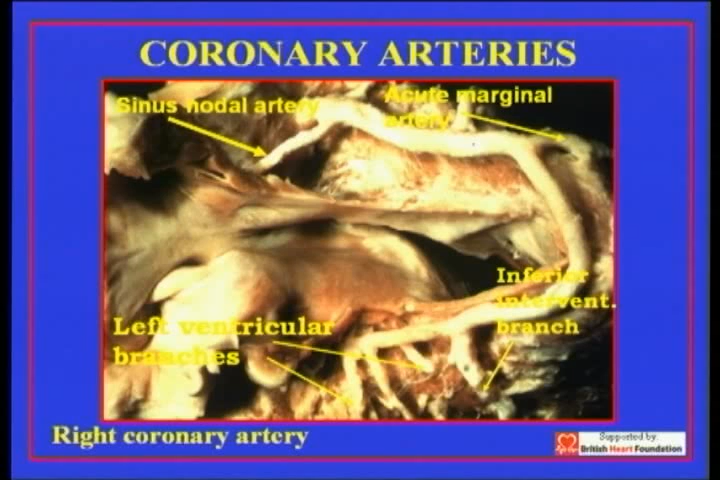 CORONARY ARTERIES
Sinus nodal artery
Acute marginal
artery
Inferior
intervent.
branch
Left ventricular
branches
Right coronary artery
Supported by:
British Heart Foundation